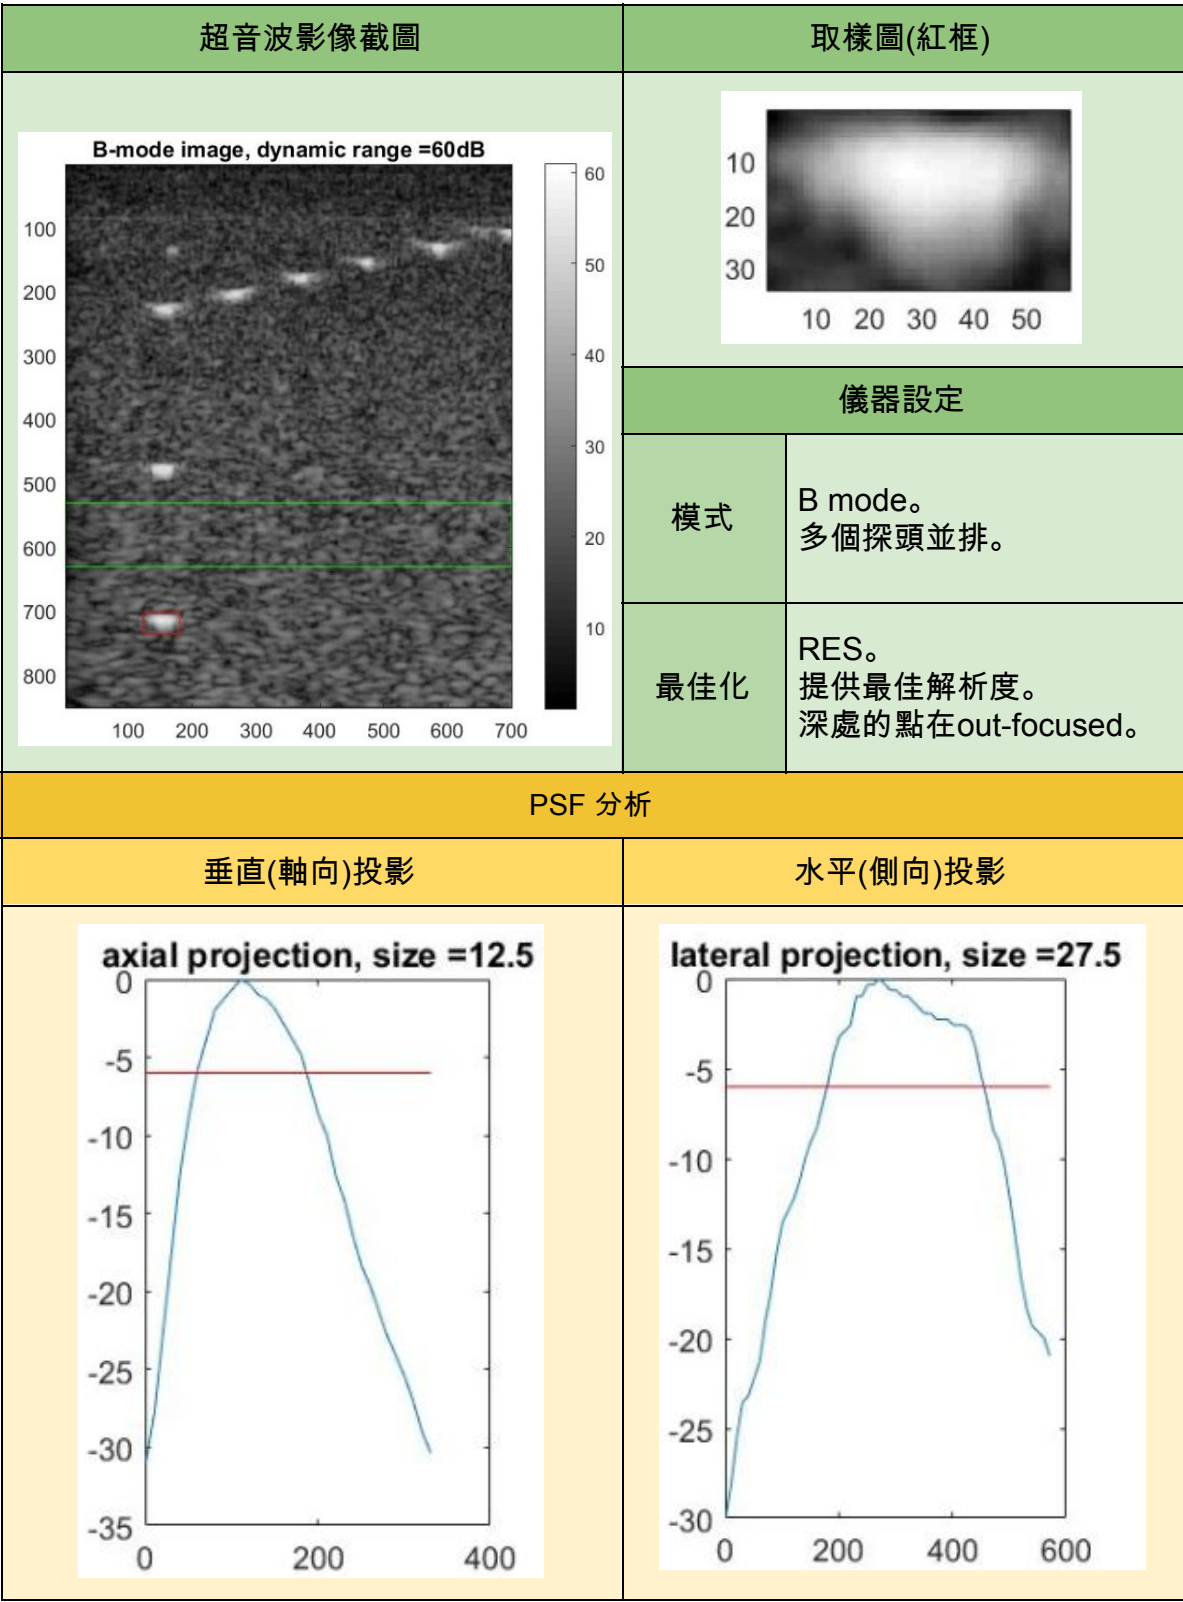 超音波影像截圖
取樣圖(紅框)
B-mode image, dynamic range =60dB
100
200
300
400
500
600
700
800
100 200 300 400 500 600 700
60
50
40
30
20
10
10
20
30
10 20 30 40 50
儀器設定
模式
B mode。
多個探頭並排。
最佳化
RES。
提供最佳解析度。
深處的點在out-focused。
PSF 分析
垂直(軸向)投影
水平(側向)投影
axial projection, size =12.5
0
-5
-10
-15
-20
-25
-30
-35
0 200 400
lateral projection, size =27.5
0
-5
-10
-15
-20
-25
-30
0 200 400 600